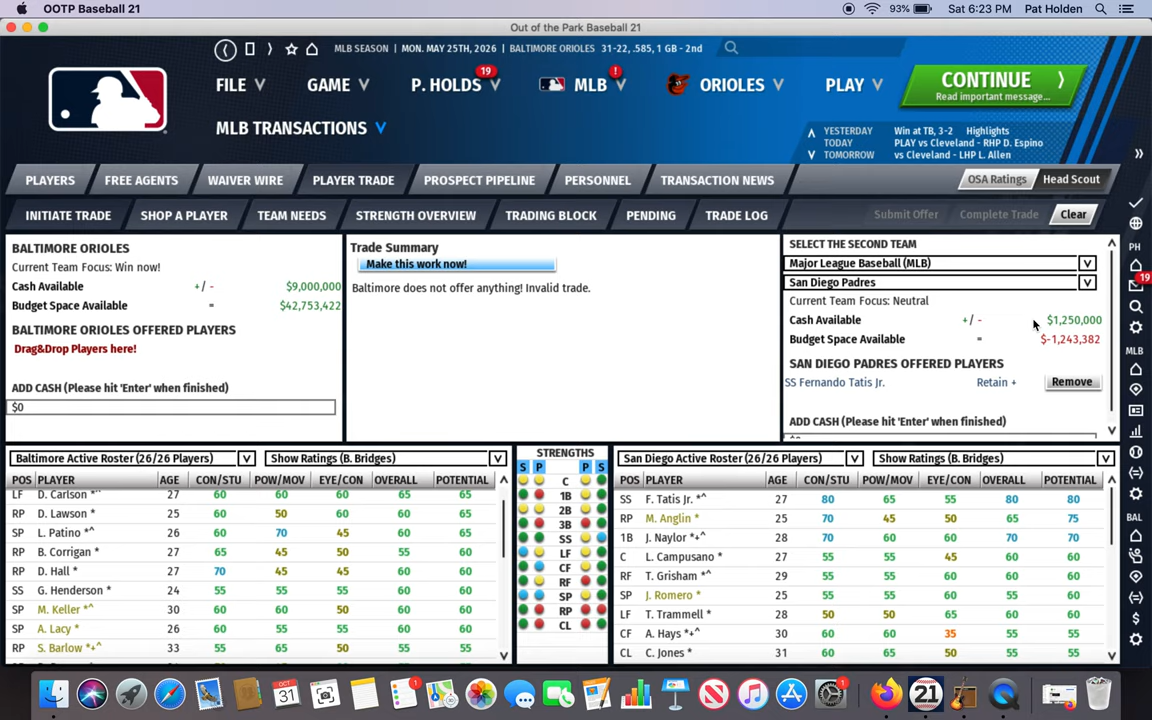 OOTP Baseball 21
93% Sat 6:23 PM Pat Holden
Out of the Park Baseball 21
MLB SEASON | MON. MAY 25TH, 2026 | BALTIMORE ORIOLES 31-22, .585, 1 GB - 2nd
FILE GAME P. HOLDS 19 MLB ! ORIOLES PLAY
CONTINUE
Read important message...
MLB TRANSACTIONS
YESTERDAY Win at TB, 3-2 Highlights
TODAY PLAY vs Cleveland - RHP D. Espino
TOMORROW vs Cleveland - LHP L. Allen
PLAYERS FREE AGENTS WAIVER WIRE PLAYER TRADE PROSPECT PIPELINE PERSONNEL TRANSACTION NEWS OSA Ratings Head Scout
INITIATE TRADE SHOP A PLAYER TEAM NEEDS STRENGTH OVERVIEW TRADING BLOCK PENDING TRADE LOG Submit Offer Complete Trade Clear
BALTIMORE ORIOLES
Current Team Focus: Win now!
Cash Available +/- $9,000,000
Budget Space Available = $42,753,422
BALTIMORE ORIOLES OFFERED PLAYERS
Drag&Drop Players here!
ADD CASH (Please hit 'Enter' when finished)
$0
Trade Summary
Make this work now!
Baltimore does not offer anything! Invalid trade.
SELECT THE SECOND TEAM
Major League Baseball (MLB)
San Diego Padres
Current Team Focus: Neutral
Cash Available +/- $1,250,000
Budget Space Available = $-1,243,382
SAN DIEGO PADRES OFFERED PLAYERS
SS Fernando Tatis Jr. Retain + Remove
ADD CASH (Please hit 'Enter' when finished)
Baltimore Active Roster (26/26 Players) Show Ratings (B. Bridges)
POS PLAYER AGE CON/STU POW/MOV EYE/CON OVERALL POTENTIAL
LF D. Carlson *^ 27 60 60 60 60 65
RP D. Lawson * 25 60 50 60 60 65
SP L. Patino *^ 26 60 70 45 60 60
RP B. Corrigan *^ 27 65 45 50 55 60
RP D. Hall *^ 27 70 45 45 60 60
SS G. Henderson * 24 55 55 55 60 60
SP M. Keller *^ 30 60 60 50 60 60
SP A. Lacy * 26 60 55 55 60 60
RP S. Barlow *+^ 33 55 65 50 60 60
STRENGTHS
S P P S
C
1B
2B
3B
SS
LF
CF
RF
SP
RP
CL
San Diego Active Roster (26/26 Players) Show Ratings (B. Bridges)
POS PLAYER AGE CON/STU POW/MOV EYE/CON OVERALL POTENTIAL
SS F. Tatis Jr. *^ 27 80 65 55 80 80
RP M. Anglin * 25 70 45 50 65 75
1B J. Naylor *+^ 28 70 60 60 70 70
C L. Campusano *^ 27 55 55 45 60 60
RF T. Grisham *^ 29 55 55 60 60 60
SP J. Romero * 25 55 55 50 60 60
LF T. Trammell * 28 50 50 65 60 60
CF A. Hays *+^ 30 60 60 35 55 55
CL C. Jones * 31 60 65 50 55 55
PH
19
MLB
BAL
OCT
31
1
21